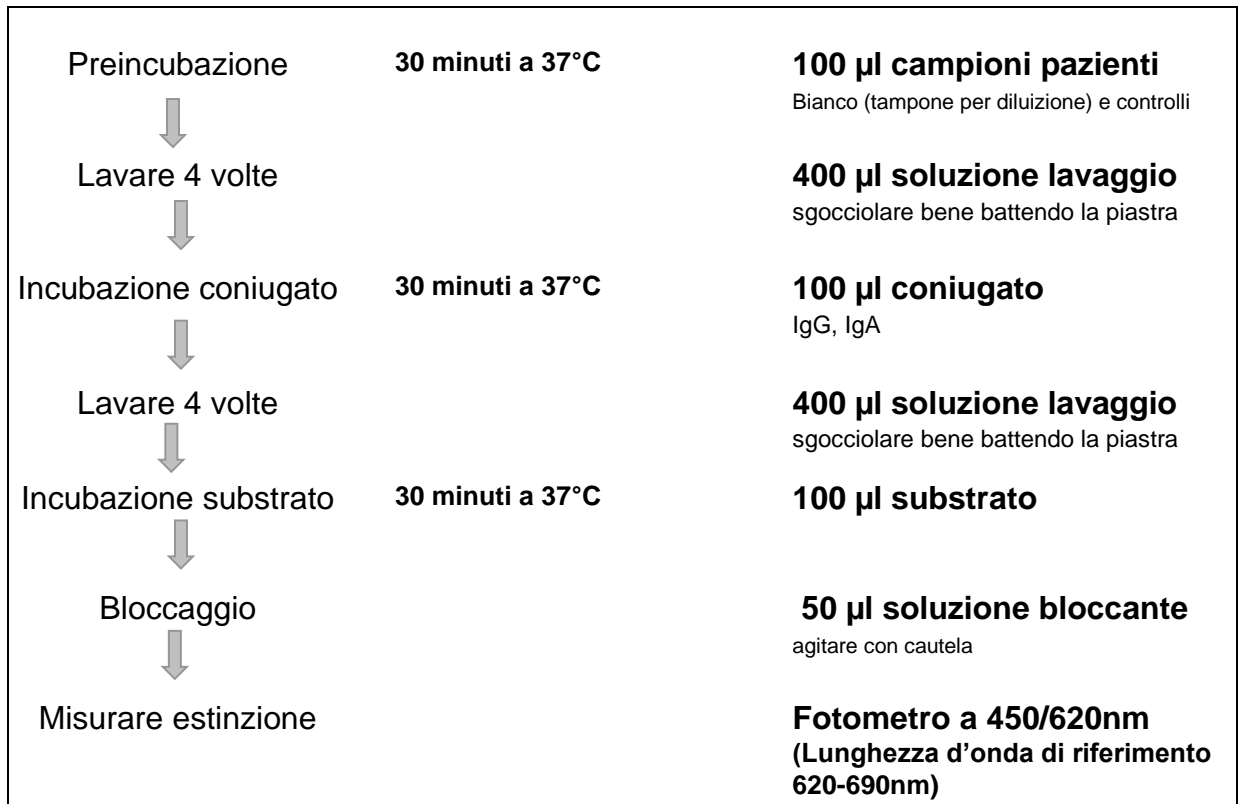 Preincubazione 30 minuti a 37°C 100 µl campioni pazienti
Bianco (tampone per diluizione) e controlli
Lavare 4 volte 400 µl soluzione lavaggio
sgocciolare bene battendo la piastra
Incubazione coniugato 30 minuti a 37°C 100 µl coniugato
IgG, IgA
Lavare 4 volte 400 µl soluzione lavaggio
sgocciolare bene battendo la piastra
Incubazione substrato 30 minuti a 37°C 100 µl substrato
Bloccaggio 50 µl soluzione bloccante
agitare con cautela
Misurare estinzione Fotometro a 450/620nm
(Lunghezza d’onda di riferimento
620-690nm)